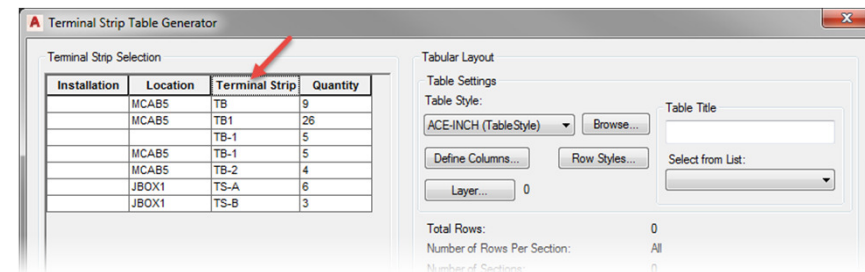 A Terminal Strip Table Generator x
Terminal Strip Selection
Installation Location Terminal Strip Quantity
MCAB5 TB 9
MCAB5 TB1 26
TB-1 5
MCAB5 TB-1 5
MCAB5 TB-2 4
JBOX1 TS-A 6
JBOX1 TS-B 3
Tabular Layout
Table Settings
Table Style:
ACE-INCH (TableStyle) Browse...
Define Columns... Row Styles...
Layer... 0
Table Title
Select from List:
Total Rows: 0
Number of Rows Per Section: All
Number of Sections: 0